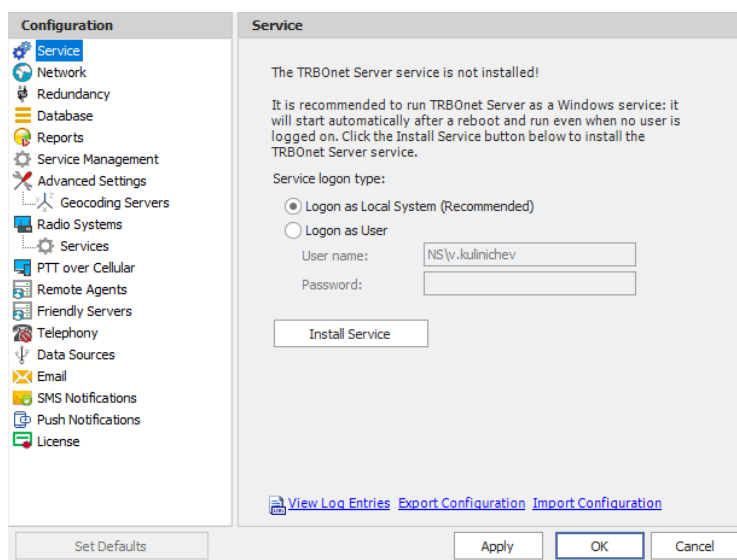 Configuration
Service
Network
Redundancy
Database
Reports
Service Management
Advanced Settings
Geocoding Servers
Radio Systems
Services
PTT over Cellular
Remote Agents
Friendly Servers
Telephony
Data Sources
Email
SMS Notifications
Push Notifications
License
Set Defaults
Service
The TRBOnet Server service is not installed!
It is recommended to run TRBOnet Server as a Windows service: it
will start automatically after a reboot and run even when no user is
logged on. Click the Install Service button below to install the
TRBOnet Server service.
Service logon type:
Logon as Local System (Recommended)
Logon as User
User name: NS\v.kulinichev
Password:
Install Service
View Log Entries Export Configuration Import Configuration
Apply OK Cancel